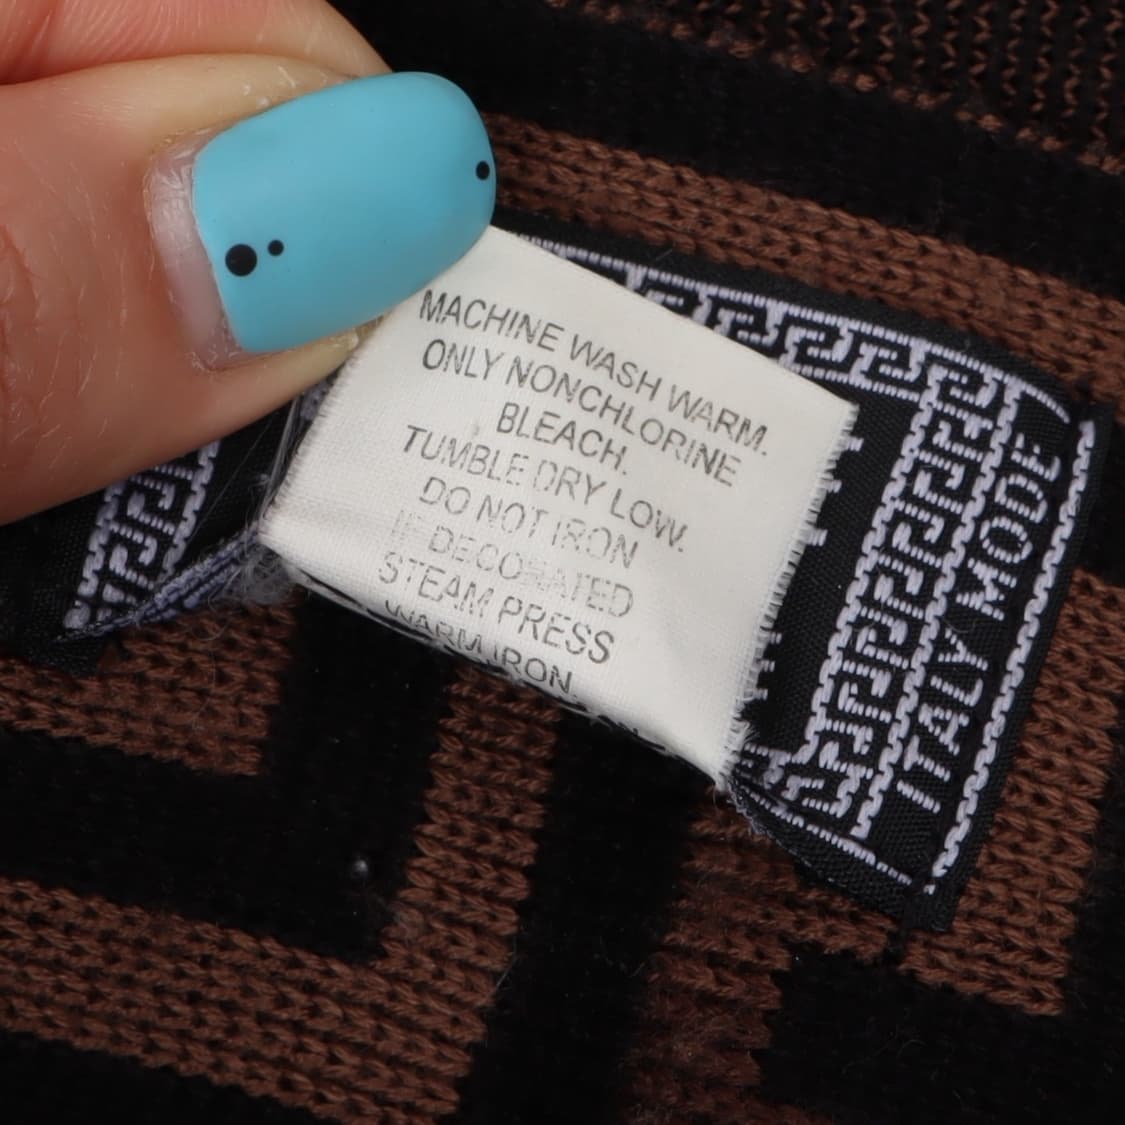 MACHINE WASH WARM.
ONLY NONCHLORINE
BLEACH.
TUMBLE DRY LOW.
DO NOT IRON
IF DECORATED
STEAM PRESS
WARM IRON.
ITALY MODE